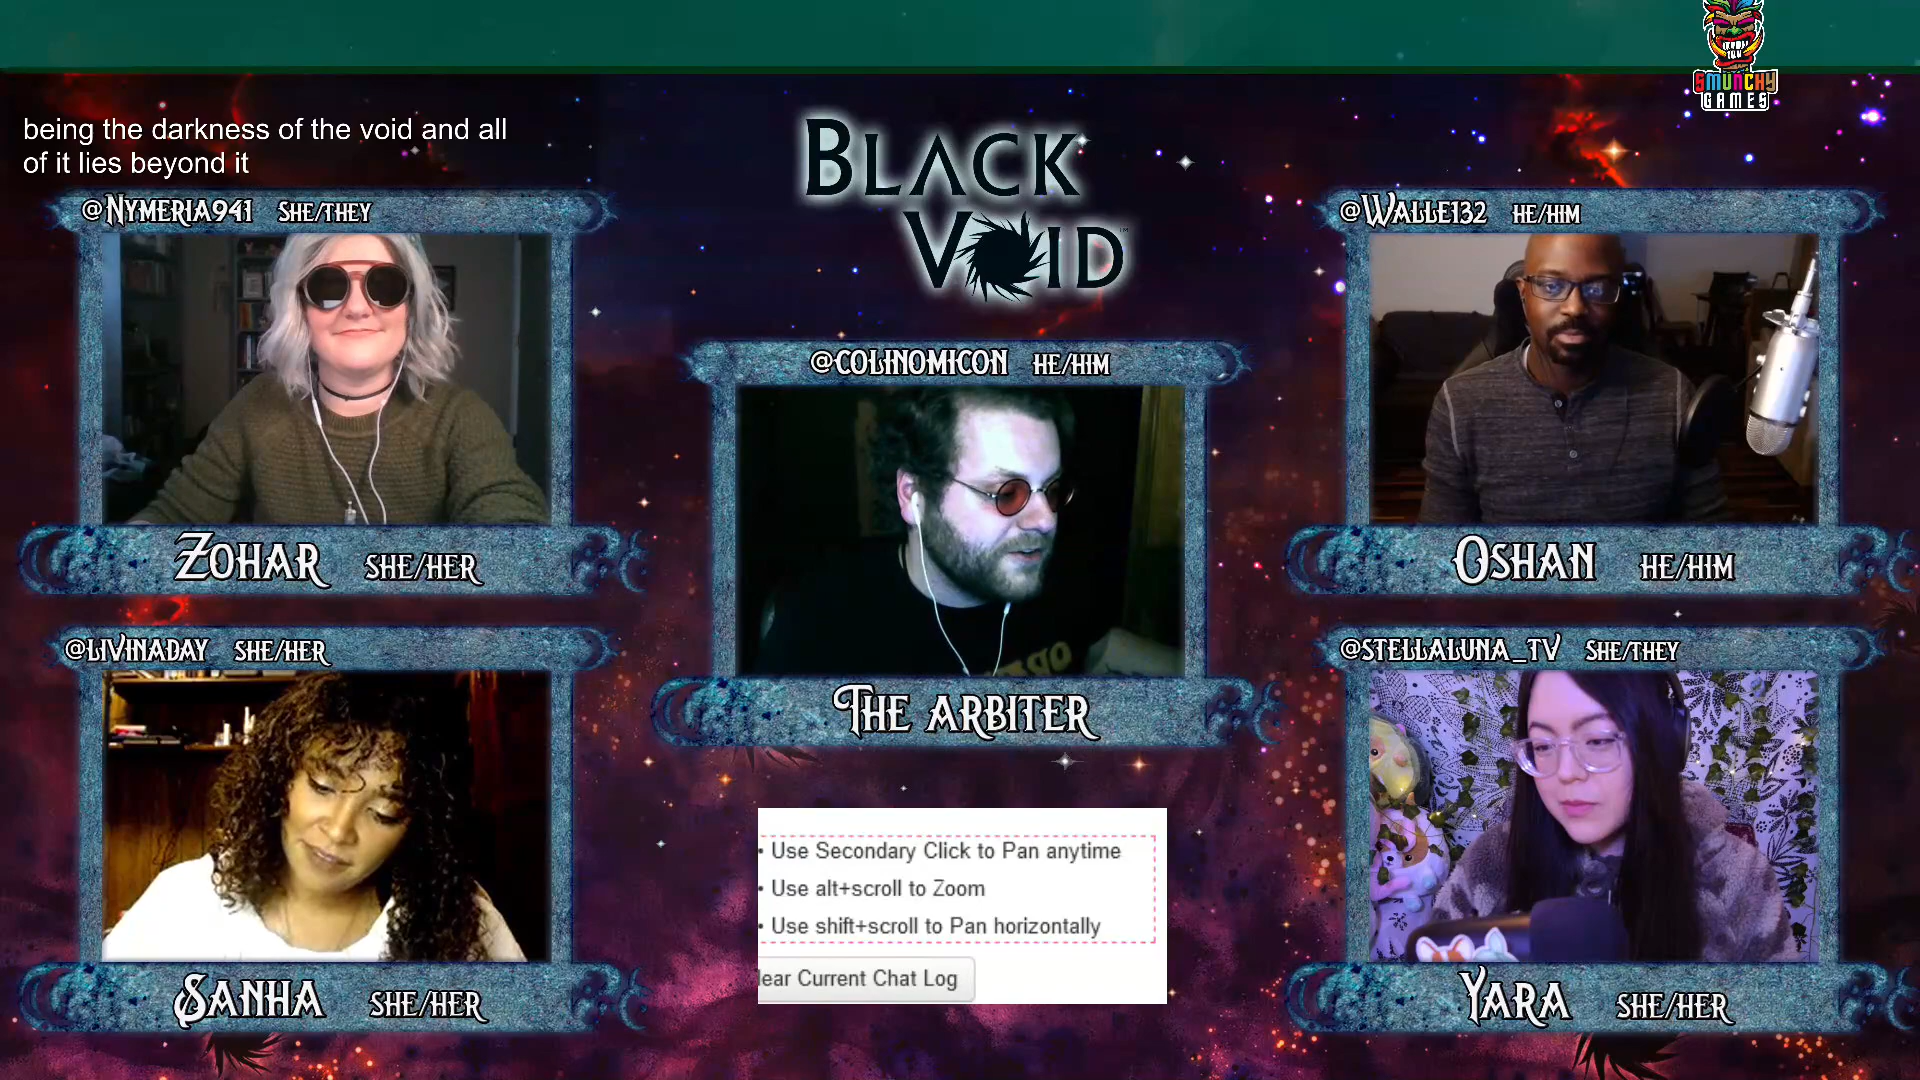 SMUNCHY
GAMES
being the darkness of the void and all
of it lies beyond it
BLACK
VOID
™
@NYMERIA941 SHE/THEY
@WALLE132 HE/HIM
@COLINOMICON HE/HIM
ZOHAR SHE/HER
OSHAN HE/HIM
@LIVINADAY SHE/HER
@STELLALUNA_TV SHE/THEY
THE ARBITER
• Use Secondary Click to Pan anytime
• Use alt+scroll to Zoom
• Use shift+scroll to Pan horizontally
lear Current Chat Log
SANHA SHE/HER
YARA SHE/HER